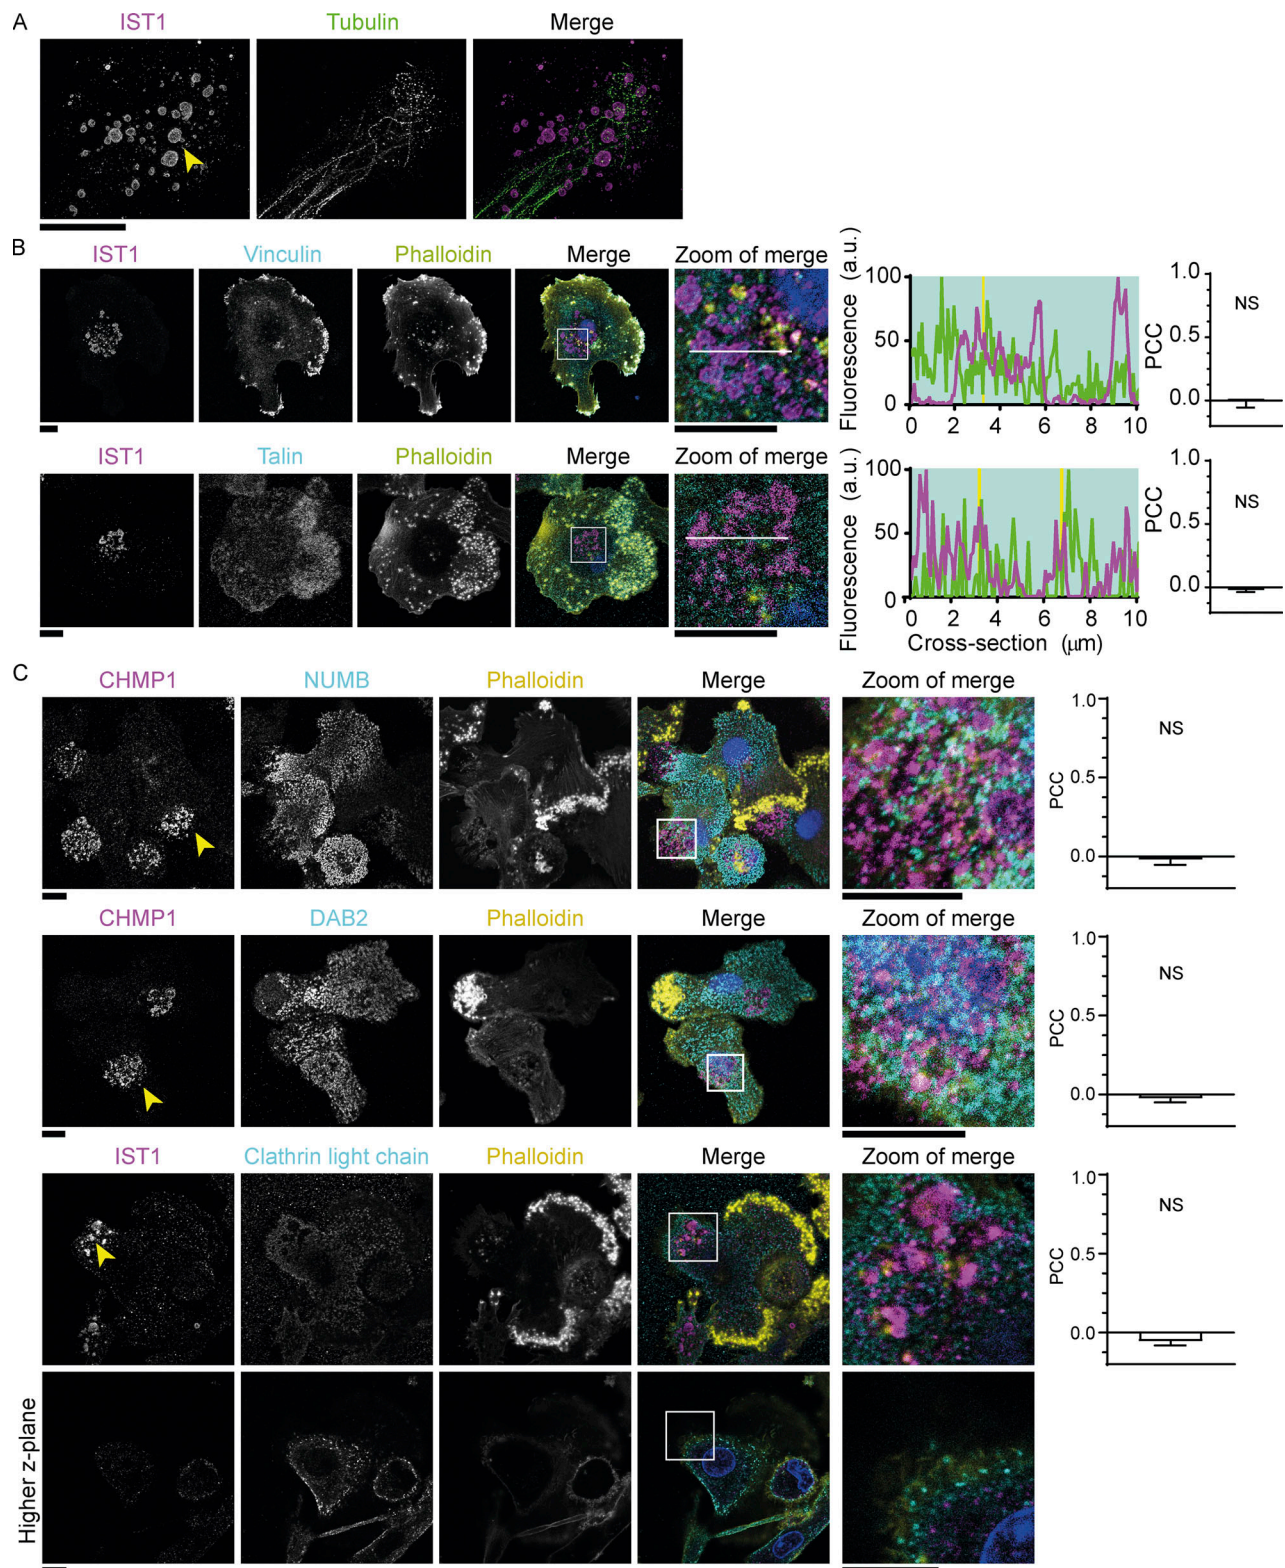 A
IST1 Tubulin Merge
B
IST1 Vinculin Phalloidin Merge Zoom of merge
Fluorescence (a.u.)
100
50
0
0 2 4 6 8 10
PCC
1.0
0.5
0.0
NS
IST1 Talin Phalloidin Merge Zoom of merge
Fluorescence (a.u.)
100
50
0
0 2 4 6 8 10
Cross-section (μm)
PCC
1.0
0.5
0.0
NS
C
CHMP1 NUMB Phalloidin Merge Zoom of merge
PCC
1.0
0.5
0.0
NS
CHMP1 DAB2 Phalloidin Merge Zoom of merge
PCC
1.0
0.5
0.0
NS
IST1 Clathrin light chain Phalloidin Merge Zoom of merge
PCC
1.0
0.5
0.0
NS
Higher z-plane